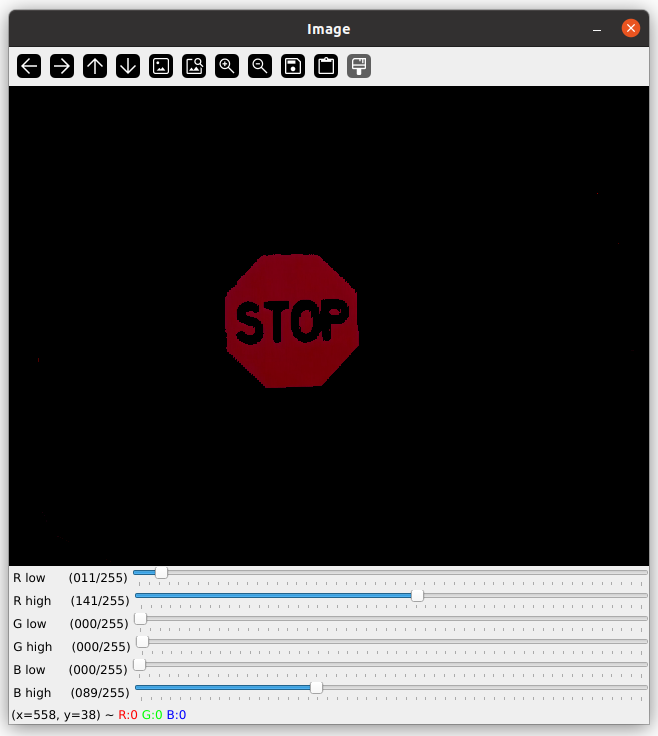 Image
STOP
R low (011/255)
R high (141/255)
G low (000/255)
G high (000/255)
B low (000/255)
B high (089/255)
(x=558, y=38) ~ R:0 G:0 B:0